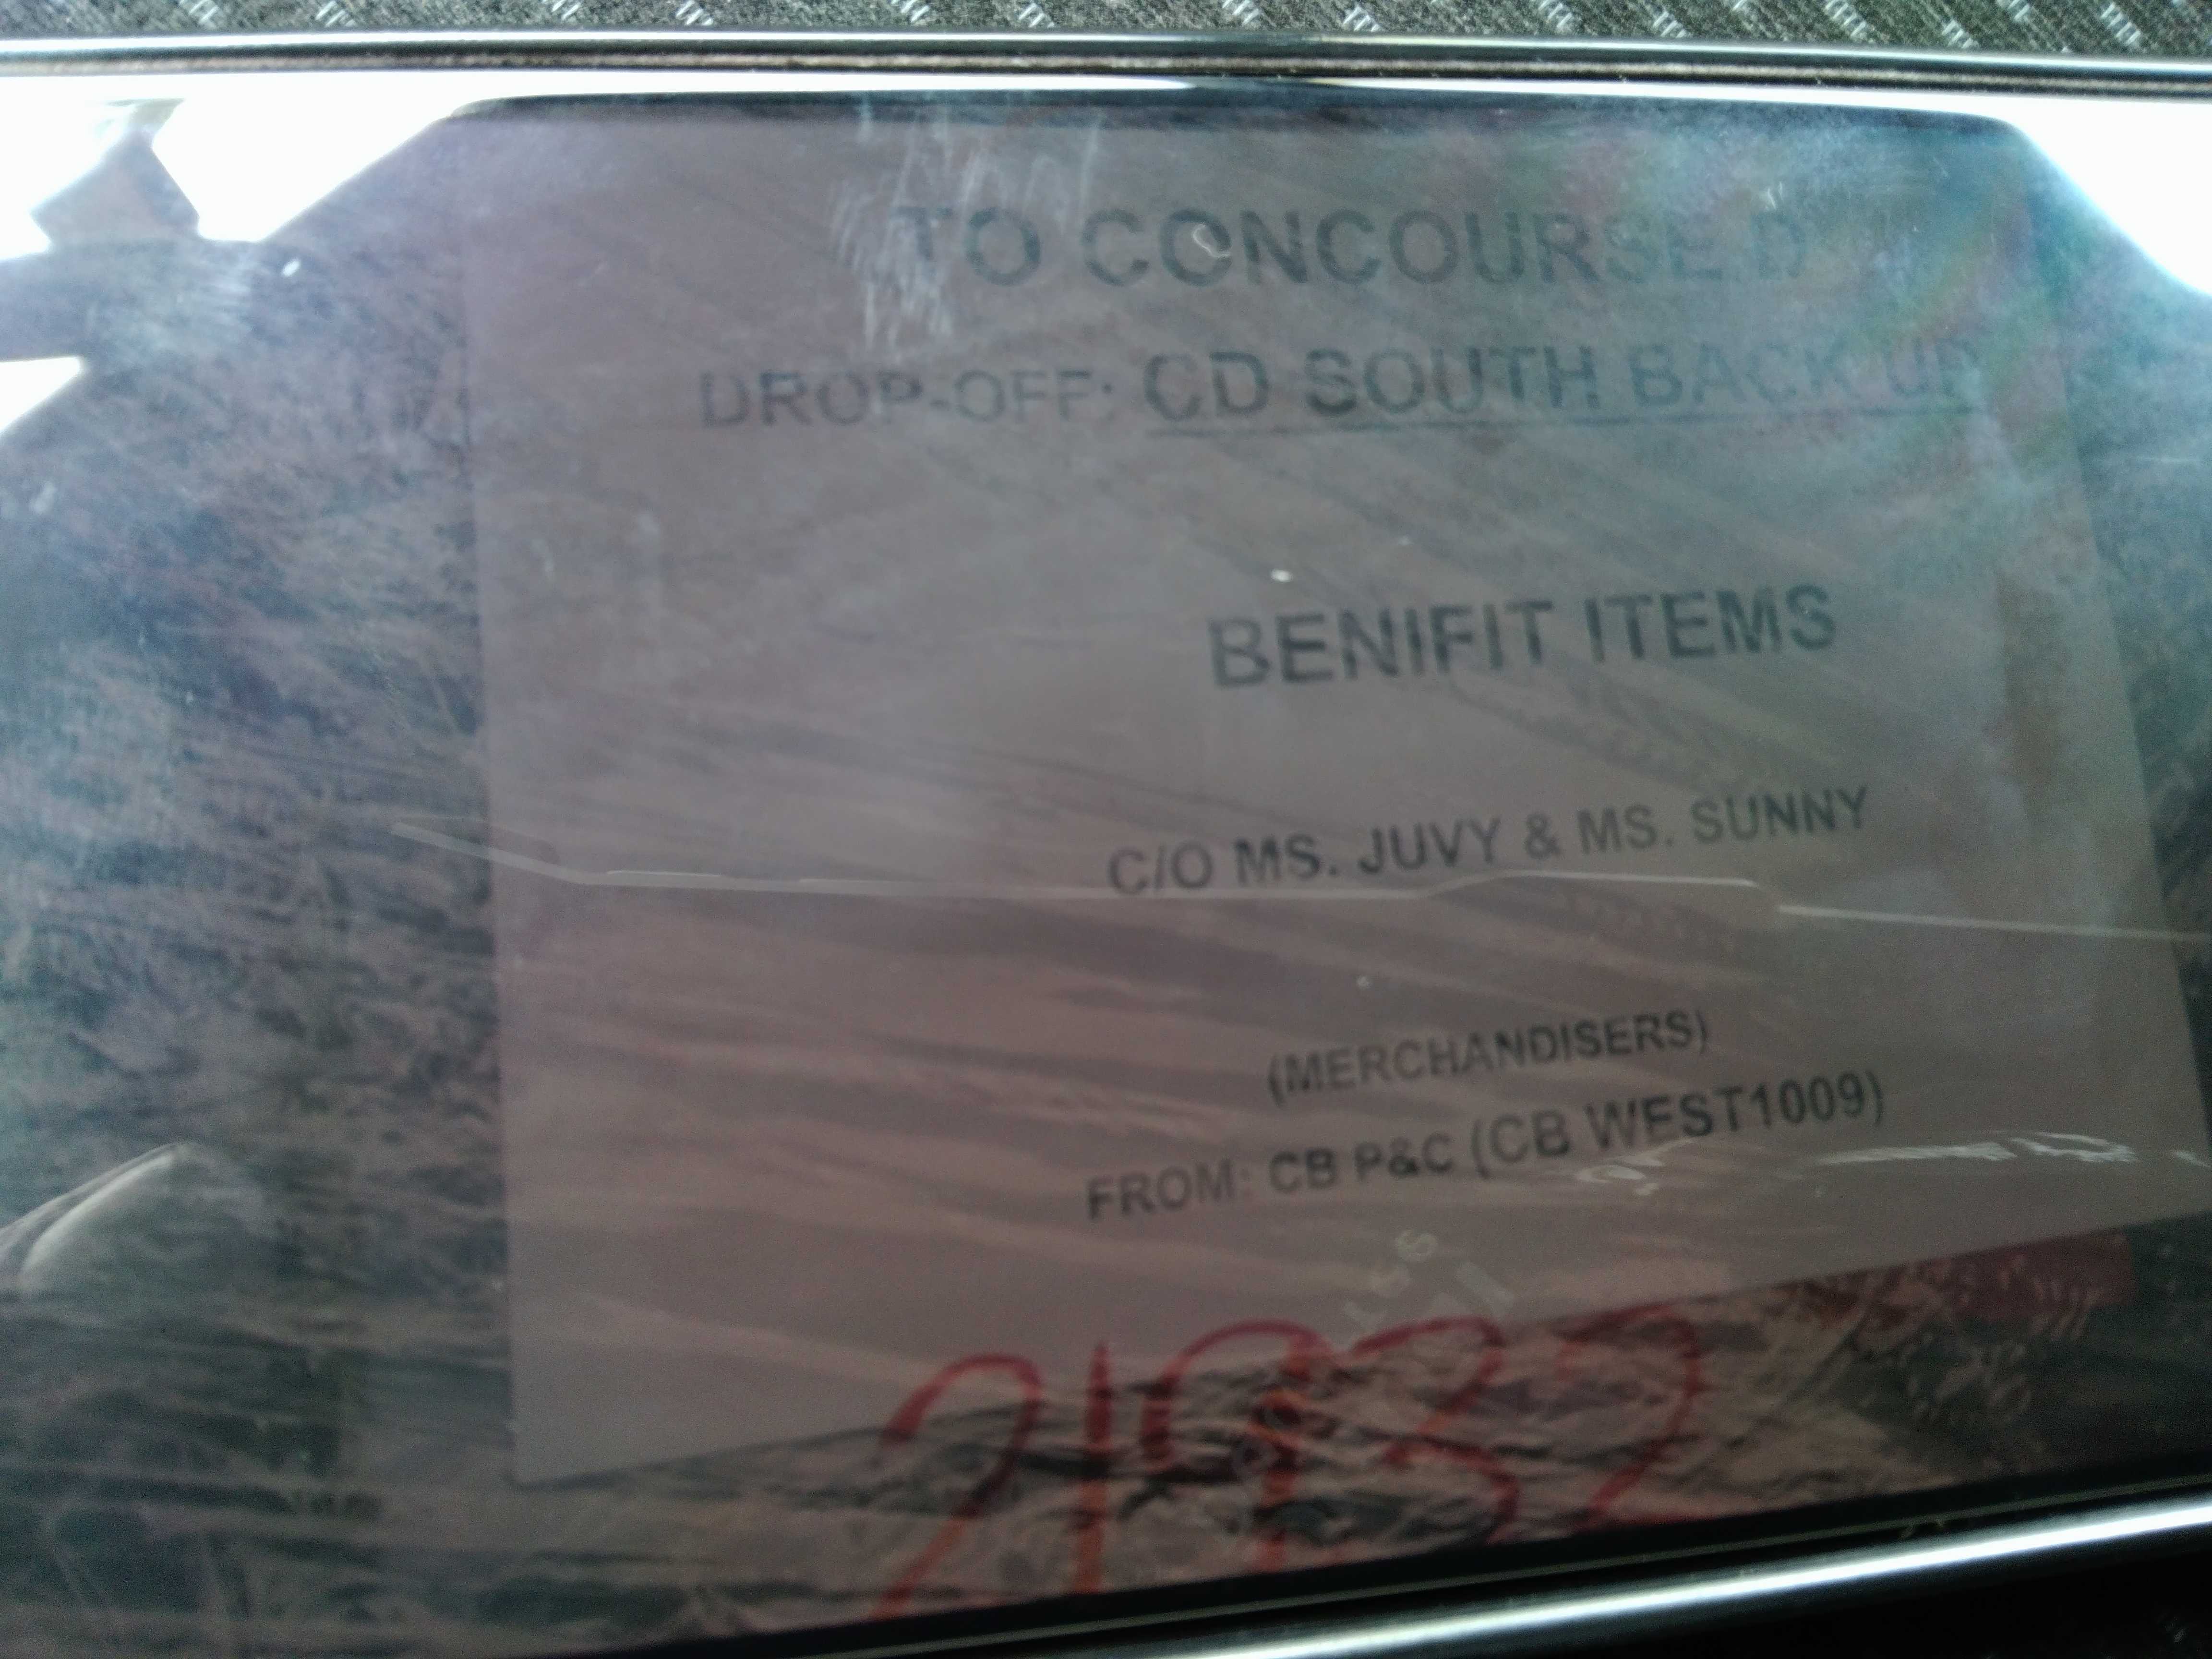 TO CONCOURSE D
DROP-OFF: CD SOUTH BACK UP
BENIFIT ITEMS
C/O MS. JUVY & MS. SUNNY
(MERCHANDISERS)
FROM: CB P&C (CB WEST1009)
21932